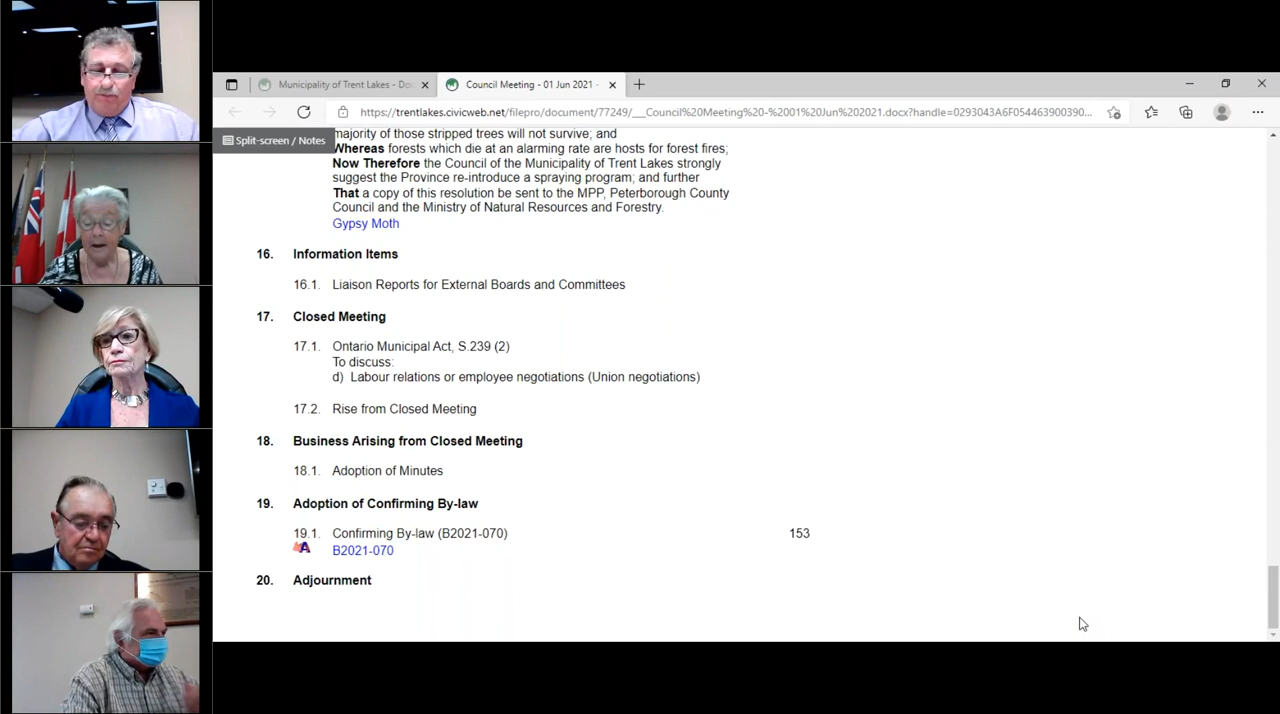 Municipality of Trent Lakes - Doc
Council Meeting - 01 Jun 2021 -
https://trentlakes.civicweb.net/filepro/document/77249/__Council%20Meeting%20-%2001%20Jun%202021.docx?handle=0293043A6F054463900390...
Split-screen / Notes
majority of those stripped trees will not survive; and
Whereas forests which die at an alarming rate are hosts for forest fires;
Now Therefore the Council of the Municipality of Trent Lakes strongly
suggest the Province re-introduce a spraying program; and further
That a copy of this resolution be sent to the MPP, Peterborough County
Council and the Ministry of Natural Resources and Forestry.
Gypsy Moth
16. Information Items
16.1. Liaison Reports for External Boards and Committees
17. Closed Meeting
17.1. Ontario Municipal Act, S.239 (2)
To discuss:
d) Labour relations or employee negotiations (Union negotiations)
17.2. Rise from Closed Meeting
18. Business Arising from Closed Meeting
18.1. Adoption of Minutes
19. Adoption of Confirming By-law
19.1. Confirming By-law (B2021-070) 153
B2021-070
20. Adjournment